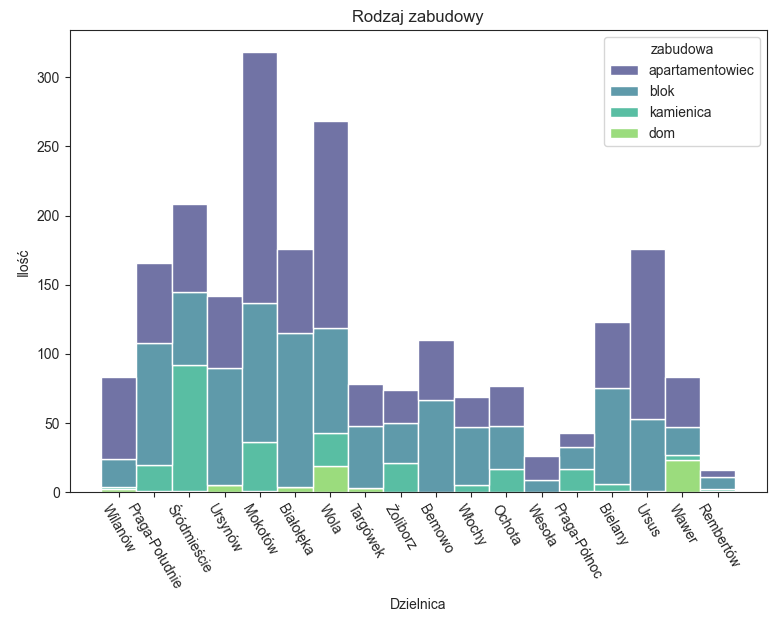 Rodzaj zabudowy
zabudowa
apartamentowiec
blok
kamienica
dom
Ilość
300
250
200
150
100
50
0
Wilanów
Praga-Południe
Śródmieście
Ursynów
Mokotów
Białołęka
Wola
Targówek
Żoliborz
Bemowo
Włochy
Ochota
Wesoła
Praga-Północ
Bielany
Ursus
Wawer
Rembertów
Dzielnica